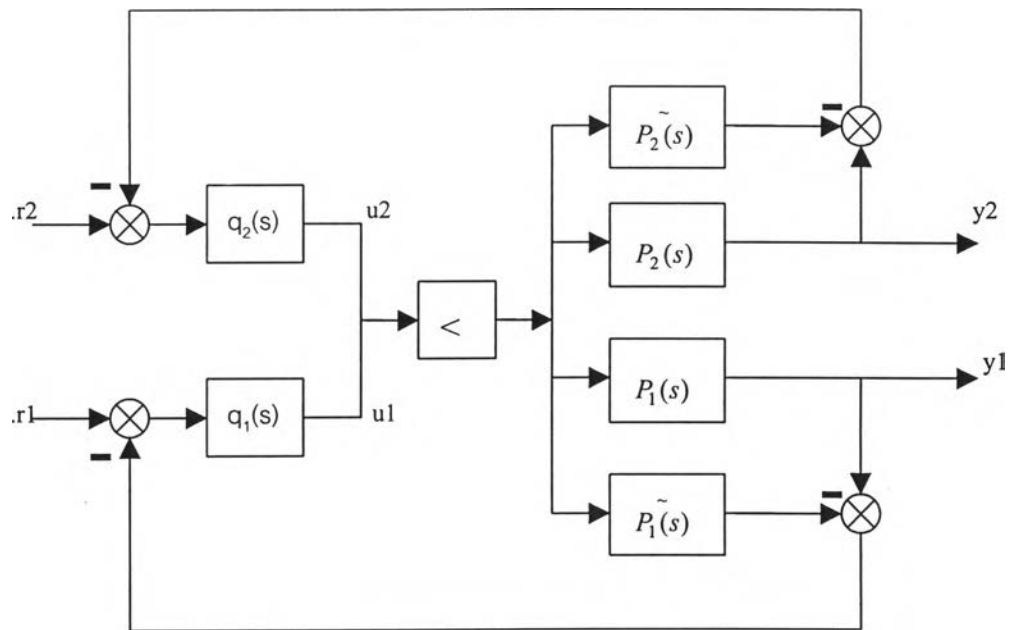 P̃₂(s)
.r2
q₂(s)
u2
P₂(s)
y2
<
.r1
q₁(s)
u1
P₁(s)
y1
P̃₁(s)